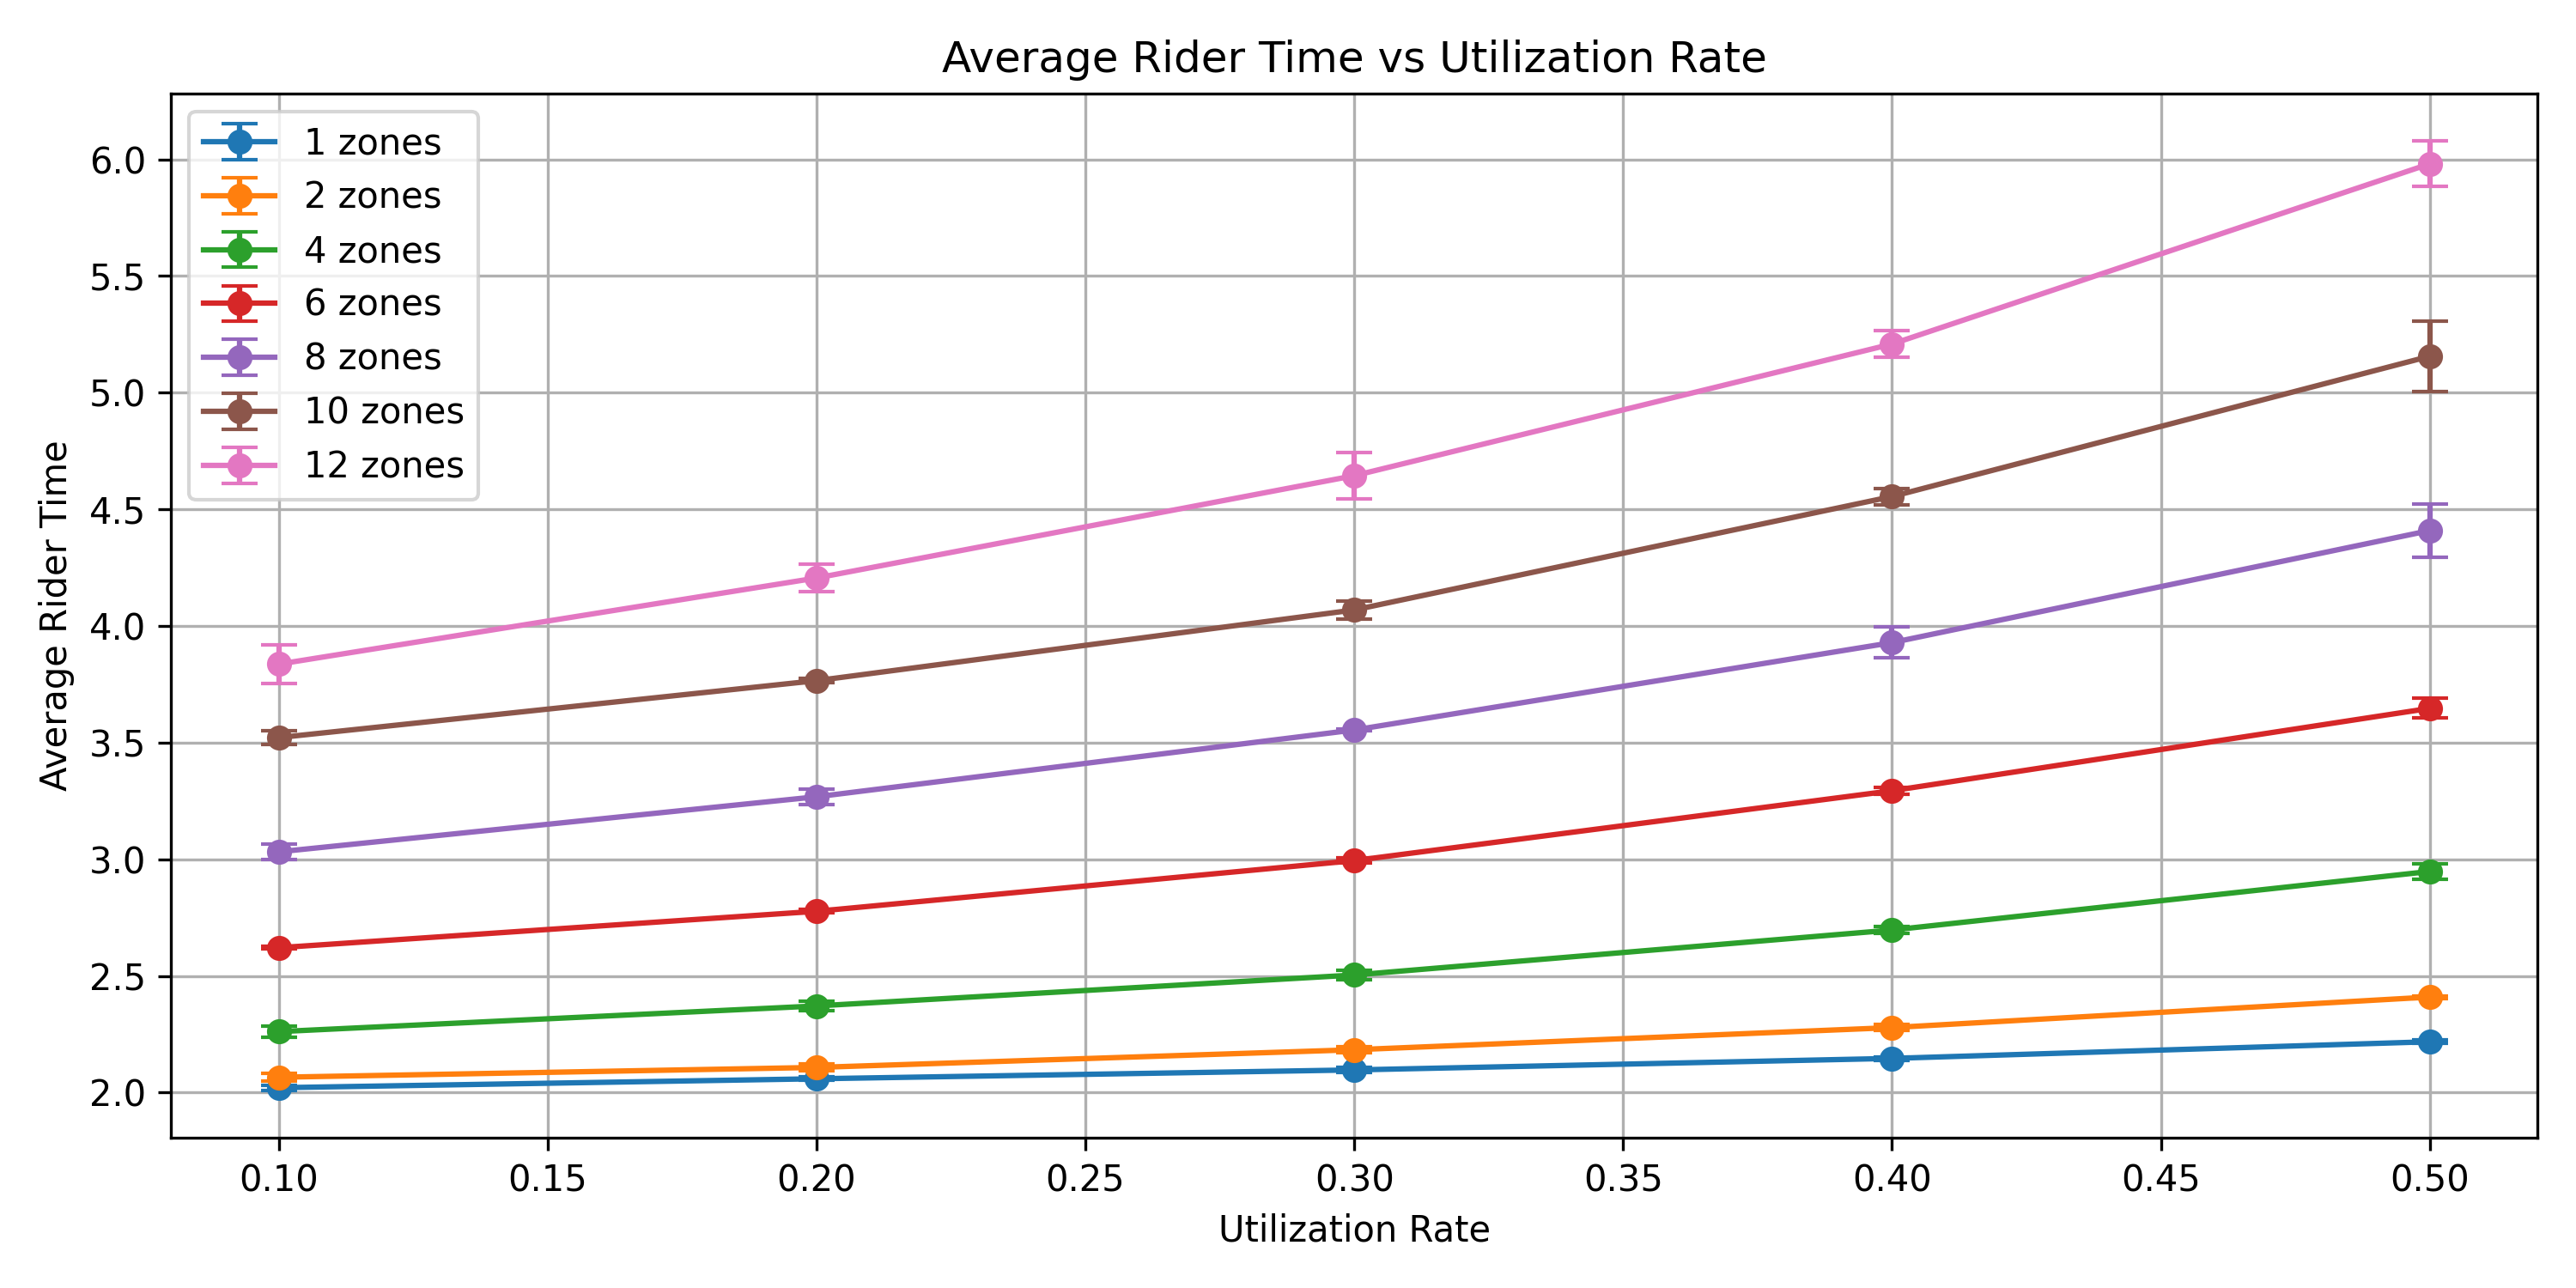 Average Rider Time vs Utilization Rate
1 zones
2 zones
4 zones
6 zones
8 zones
10 zones
12 zones
Average Rider Time
6.0
5.5
5.0
4.5
4.0
3.5
3.0
2.5
2.0
0.10 0.15 0.20 0.25 0.30 0.35 0.40 0.45 0.50
Utilization Rate